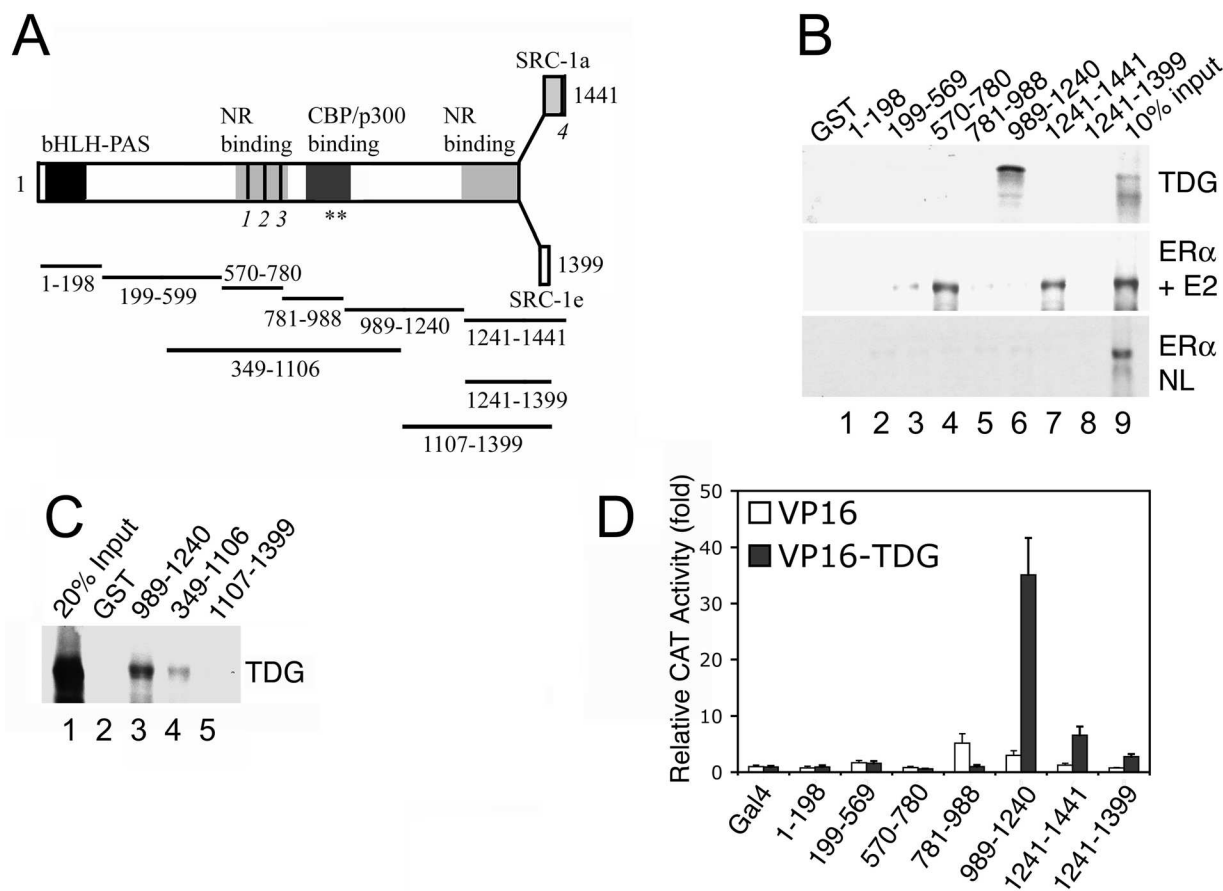 A
SRC-1a
1441
4
bHLH-PAS
NR
binding
CBP/p300
binding
NR
binding
1
1 2 3
**
1399
SRC-1e
1-198
199-599
570-780
781-988
989-1240
1241-1441
349-1106
1241-1399
1107-1399
B
GST
1-198
199-569
570-780
781-988
989-1240
1241-1441
1241-1399
10% input
TDG
ERα
+ E2
ERα
NL
1 2 3 4 5 6 7 8 9
C
20% Input
GST
989-1240
349-1106
1107-1399
TDG
1 2 3 4 5
D
Relative CAT Activity (fold)
50
40
30
20
10
0
VP16
VP16-TDG
Gal4
1-198
199-569
570-780
781-988
989-1240
1241-1441
1241-1399